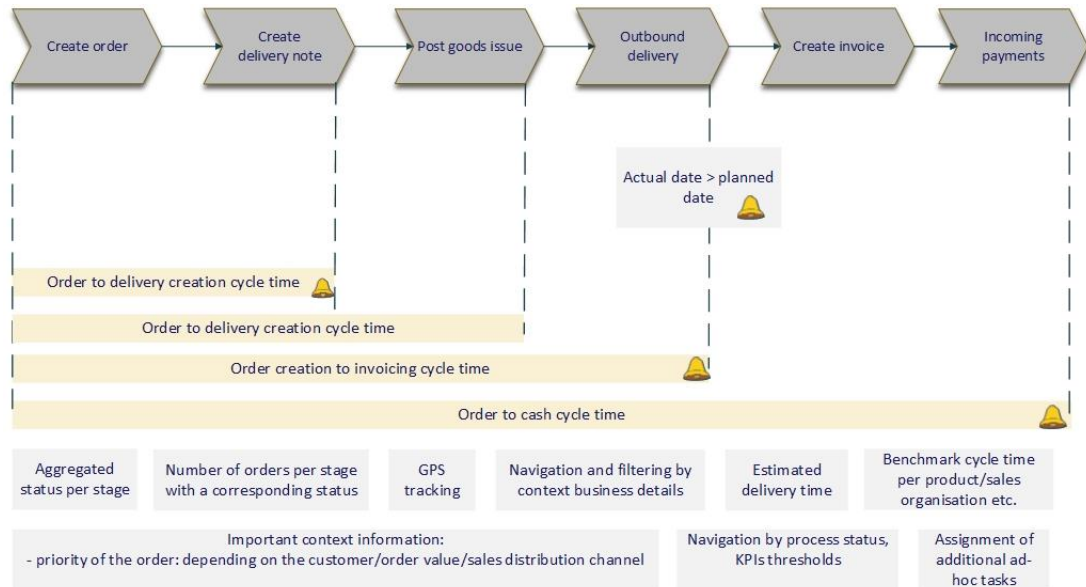 Create order
Create
delivery note
Post goods issue
Outbound
delivery
Create invoice
Incoming
payments
Actual date > planned
date
Order to delivery creation cycle time
Order to delivery creation cycle time
Order creation to invoicing cycle time
Order to cash cycle time
Aggregated
status per stage
Number of orders per stage
with a corresponding status
GPS
tracking
Navigation and filtering by
context business details
Estimated
delivery time
Benchmark cycle time
per product/sales
organisation etc.
Important context information:
- priority of the order: depending on the customer/order value/sales distribution channel
Navigation by process status,
KPIs thresholds
Assignment of
additional ad-
hoc tasks